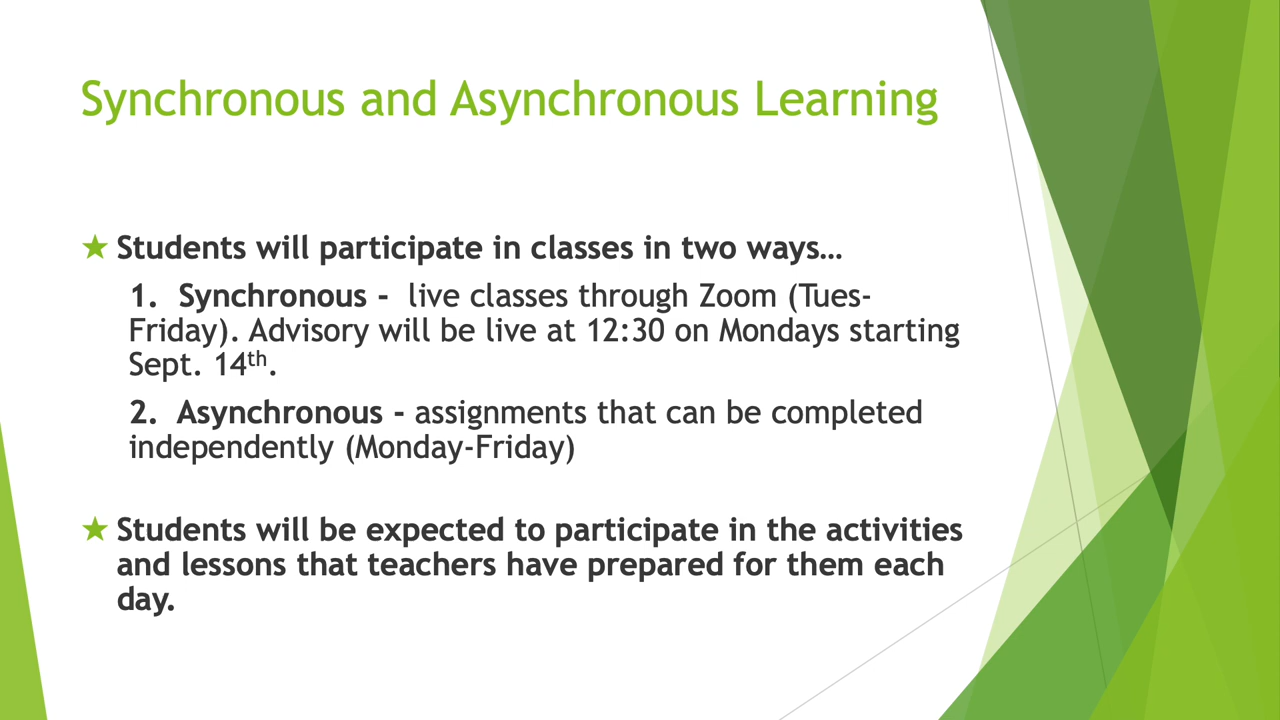 Synchronous and Asynchronous Learning
★ Students will participate in classes in two ways…
1. Synchronous - live classes through Zoom (Tues-
Friday). Advisory will be live at 12:30 on Mondays starting
Sept. 14th.
2. Asynchronous - assignments that can be completed
independently (Monday-Friday)
★ Students will be expected to participate in the activities
and lessons that teachers have prepared for them each
day.